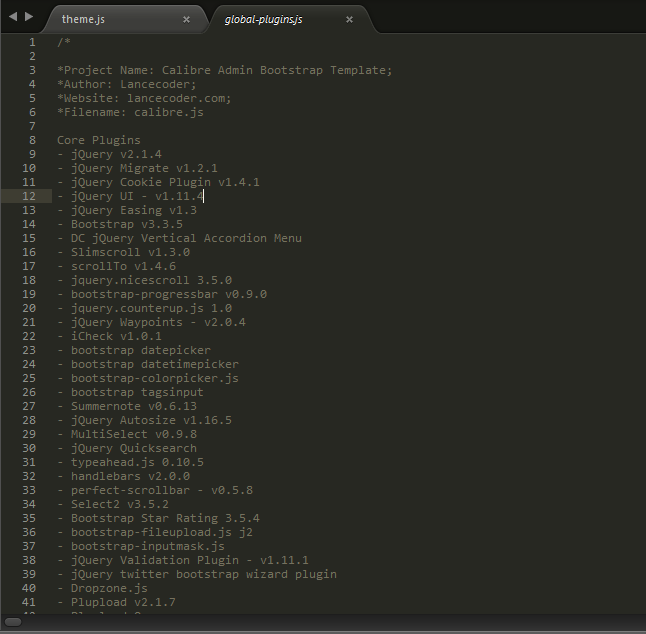 theme.js × global-plugins.js ×
1 /*
2
3 *Project Name: Calibre Admin Bootstrap Template;
4 *Author: Lancecoder;
5 *Website: lancecoder.com;
6 *Filename: calibre.js
7
8 Core Plugins
9 - jQuery v2.1.4
10 - jQuery Migrate v1.2.1
11 - jQuery Cookie Plugin v1.4.1
12 - jQuery UI - v1.11.4
13 - jQuery Easing v1.3
14 - Bootstrap v3.3.5
15 - DC jQuery Vertical Accordion Menu
16 - Slimscroll v1.3.0
17 - scrollTo v1.4.6
18 - jquery.nicescroll 3.5.0
19 - bootstrap-progressbar v0.9.0
20 - jquery.counterup.js 1.0
21 - jQuery Waypoints - v2.0.4
22 - iCheck v1.0.1
23 - bootstrap datepicker
24 - bootstrap datetimepicker
25 - bootstrap-colorpicker.js
26 - bootstrap tagsinput
27 - Summernote v0.6.13
28 - jQuery Autosize v1.16.5
29 - MultiSelect v0.9.8
30 - jQuery Quicksearch
31 - typeahead.js 0.10.5
32 - handlebars v2.0.0
33 - perfect-scrollbar - v0.5.8
34 - Select2 v3.5.2
35 - Bootstrap Star Rating 3.5.4
36 - bootstrap-fileupload.js j2
37 - bootstrap-inputmask.js
38 - jQuery Validation Plugin - v1.11.1
39 - jQuery twitter bootstrap wizard plugin
40 - Dropzone.js
41 - Plupload v2.1.7